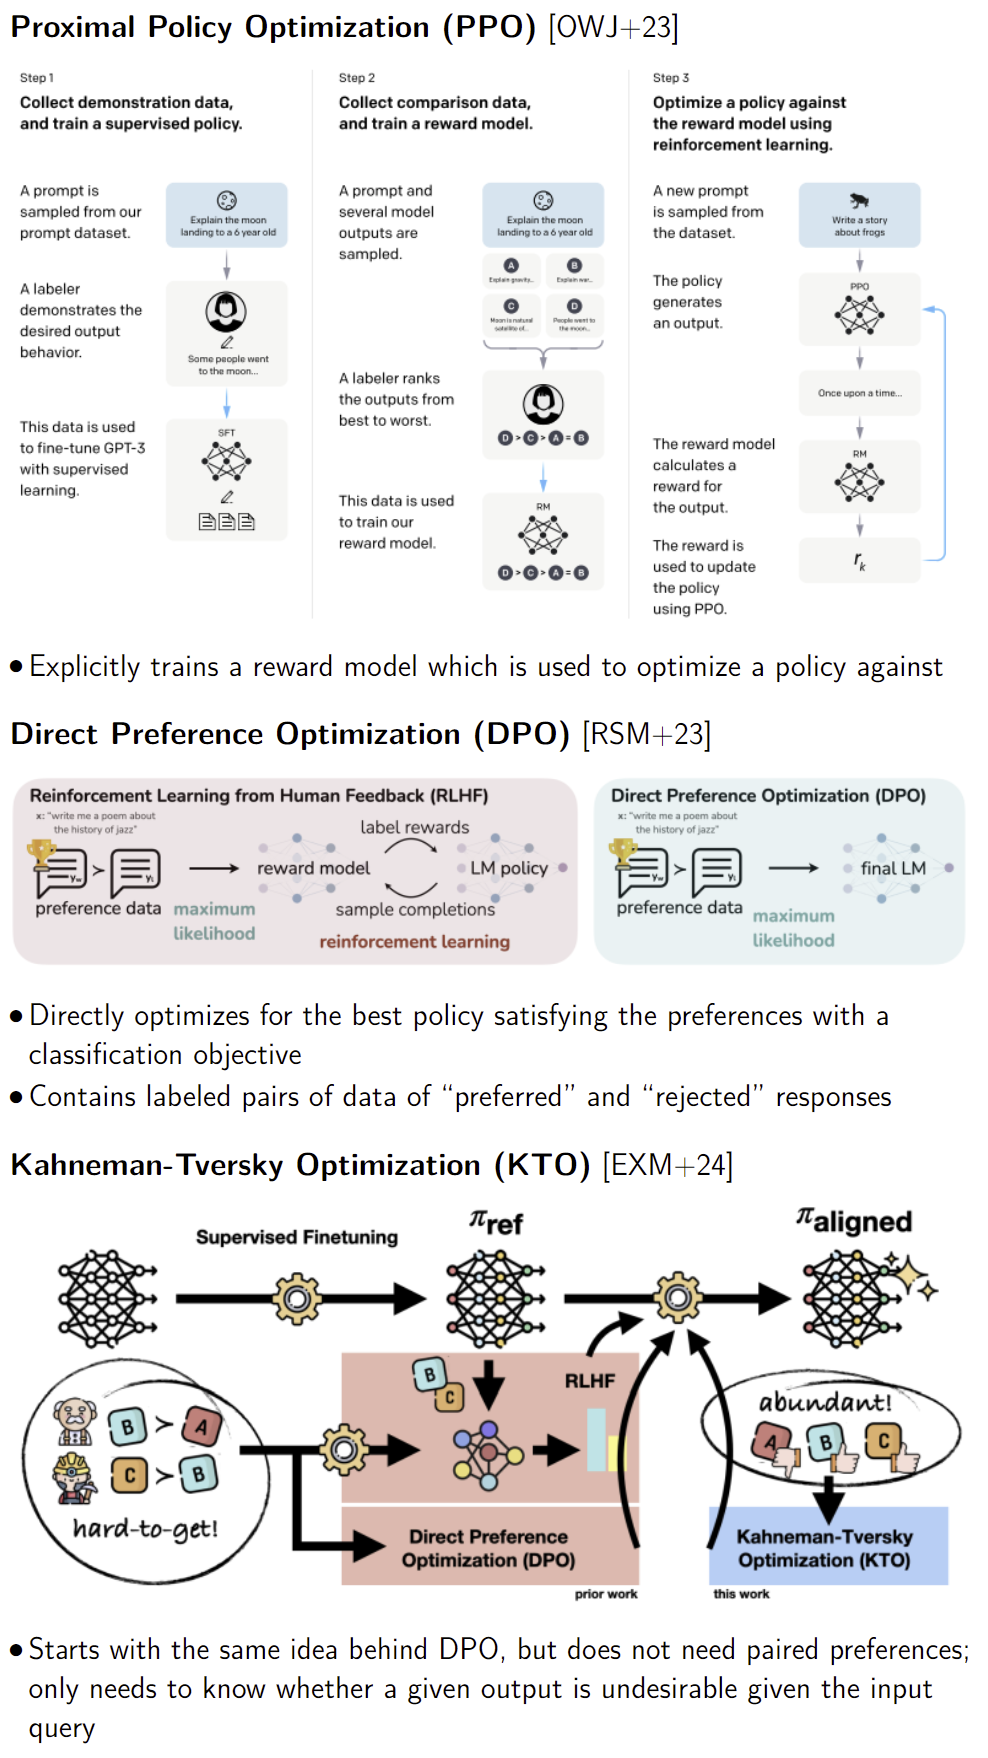 Proximal Policy Optimization (PPO) [OWJ+23]
Step 1
Collect demonstration data,
and train a supervised policy.
A prompt is
sampled from our
prompt dataset.
Explain the moon
landing to a 6 year old
A labeler
demonstrates the
desired output
behavior.
Some people went
to the moon...
This data is used
to fine-tune GPT-3
with supervised
learning.
SFT
Step 2
Collect comparison data,
and train a reward model.
A prompt and
several model
outputs are
sampled.
Explain the moon
landing to a 6 year old
A
Explain gravity...
B
Explain war...
C
Moon is natural
satellite of...
D
People went to
the moon...
A labeler ranks
the outputs from
best to worst.
D > C > A = B
This data is used
to train our
reward model.
RM
D > C > A = B
Step 3
Optimize a policy against
the reward model using
reinforcement learning.
A new prompt
is sampled from
the dataset.
Write a story
about frogs
The policy
generates
an output.
PPO
Once upon a time...
The reward model
calculates a
reward for
the output.
RM
The reward is
used to update
the policy
using PPO.
rk
• Explicitly trains a reward model which is used to optimize a policy against
Direct Preference Optimization (DPO) [RSM+23]
Reinforcement Learning from Human Feedback (RLHF)
x: "write me a poem about
the history of jazz"
label rewards
yw > yl
reward model
LM policy
preference data
maximum
likelihood
sample completions
reinforcement learning
Direct Preference Optimization (DPO)
x: "write me a poem about
the history of jazz"
yw > yl
final LM
preference data
maximum
likelihood
• Directly optimizes for the best policy satisfying the preferences with a
classification objective
• Contains labeled pairs of data of “preferred” and “rejected” responses
Kahneman-Tversky Optimization (KTO) [EXM+24]
Supervised Finetuning
πref
πaligned
B
C
RLHF
B ≻ A
C ≻ B
hard-to-get!
abundant!
A
B
C
Direct Preference
Optimization (DPO)
prior work
Kahneman-Tversky
Optimization (KTO)
this work
• Starts with the same idea behind DPO, but does not need paired preferences;
only needs to know whether a given output is undesirable given the input
query